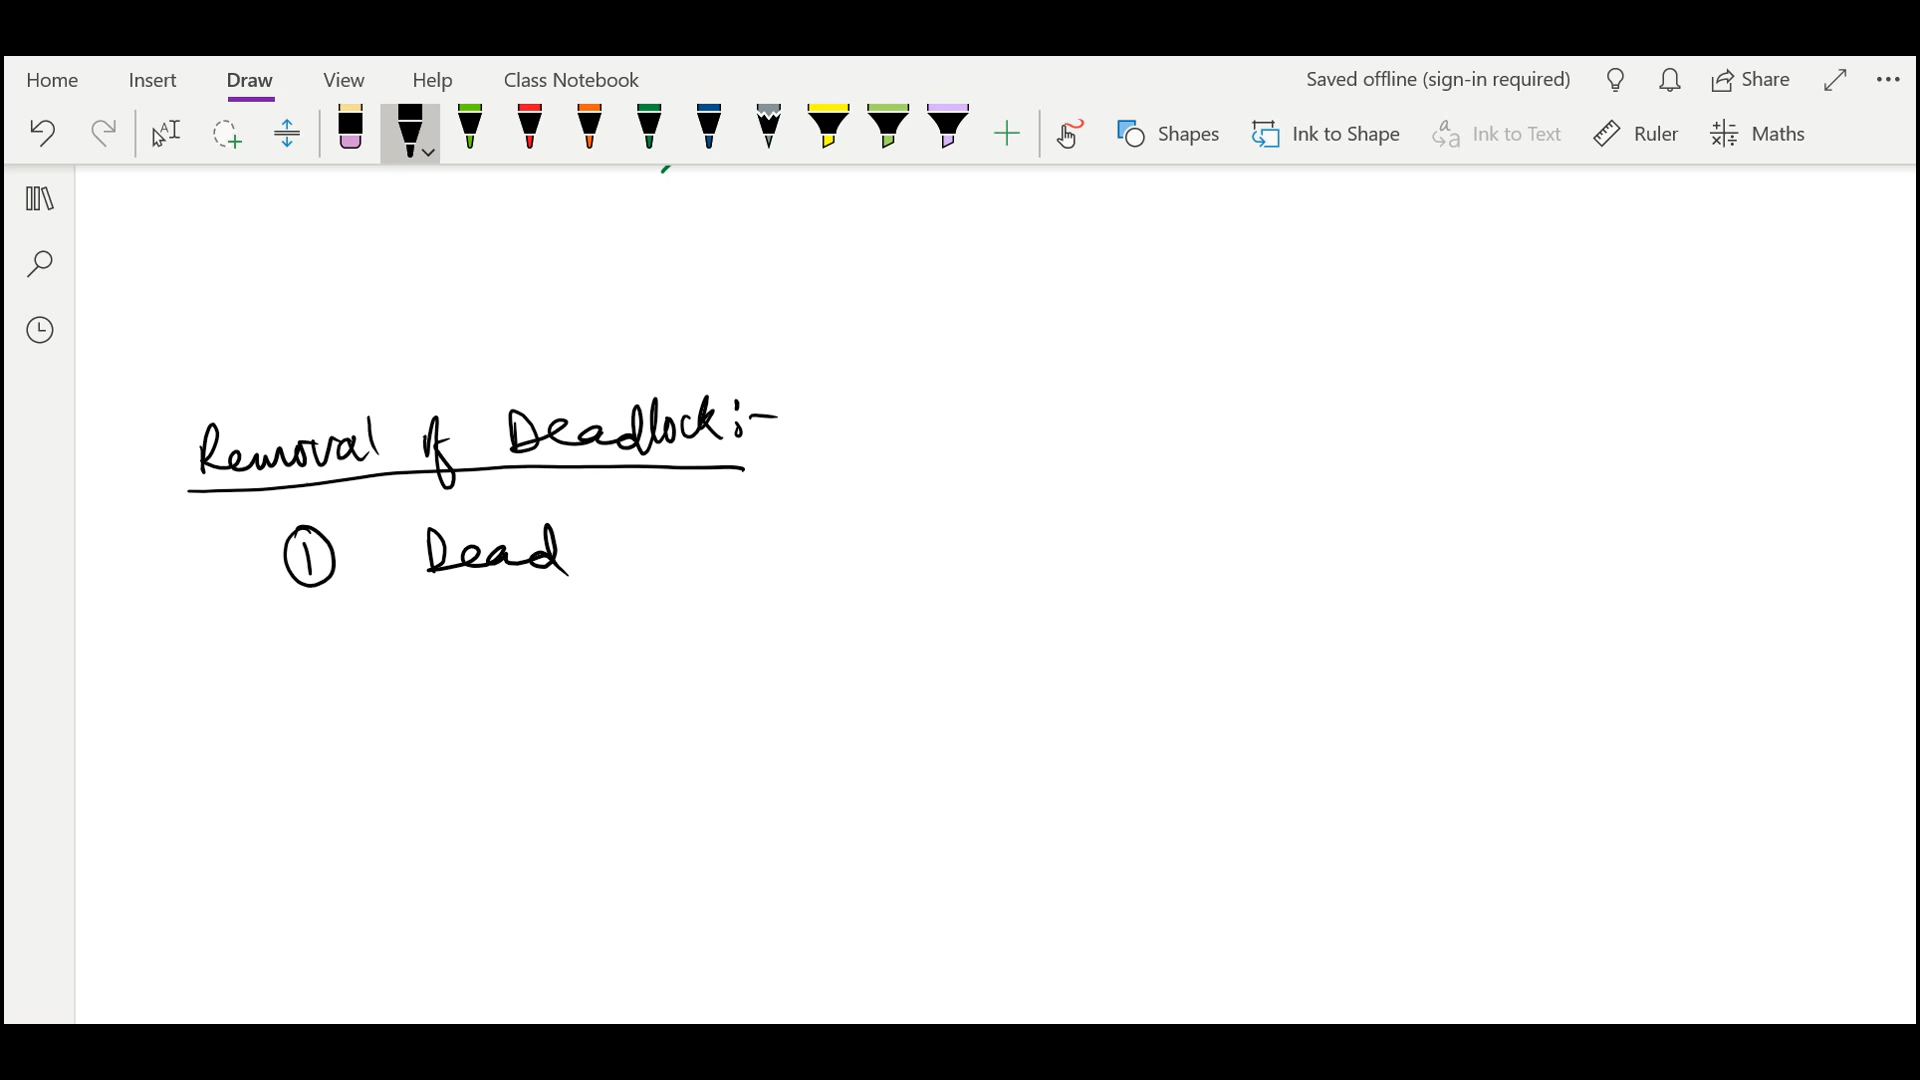 Home Insert Draw View Help Class Notebook Saved offline (sign-in required) Share
Shapes Ink to Shape Ink to Text Ruler Maths
Removal of Deadlock :-
① Dead